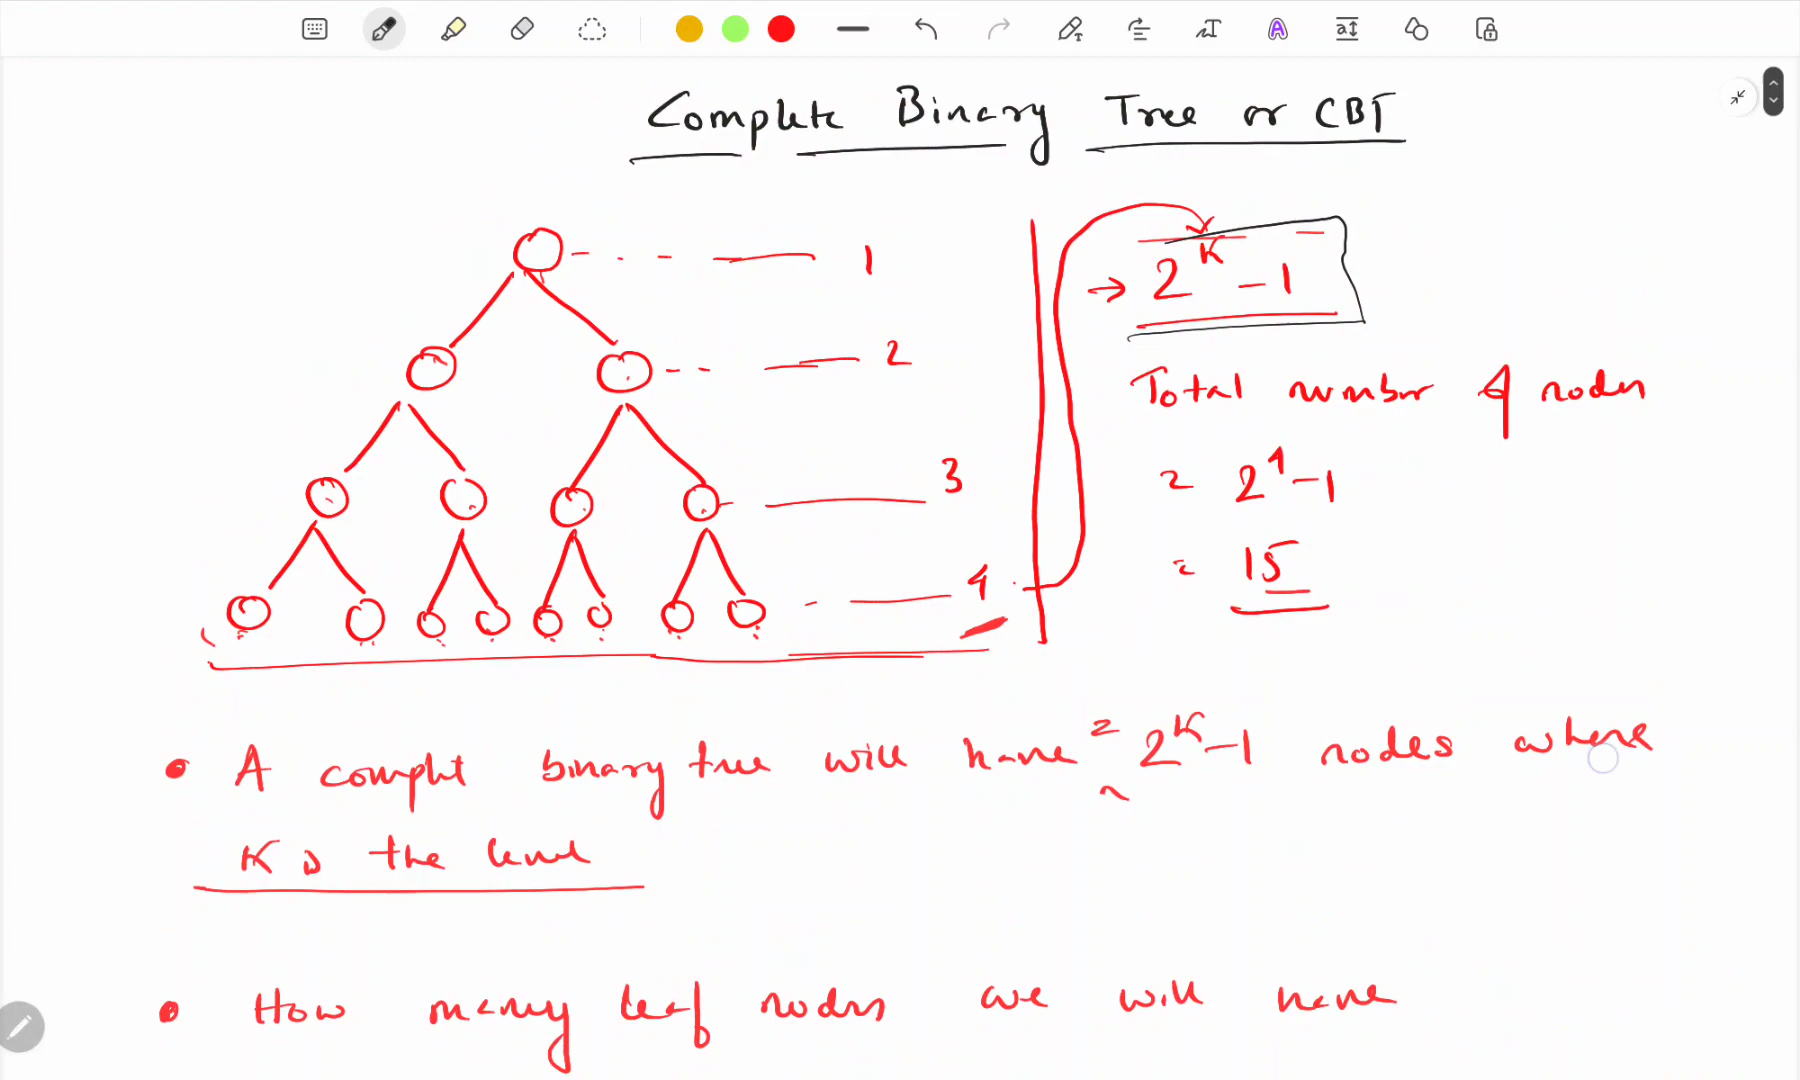 Complete Binary Tree or CBT
1
2
3
4
→ 2^K - 1
Total number of nodes
= 2^4 - 1
= 15
• A complt binary tree will have = 2^K - 1 nodes where
K is the level
• How many leaf nodes we will have